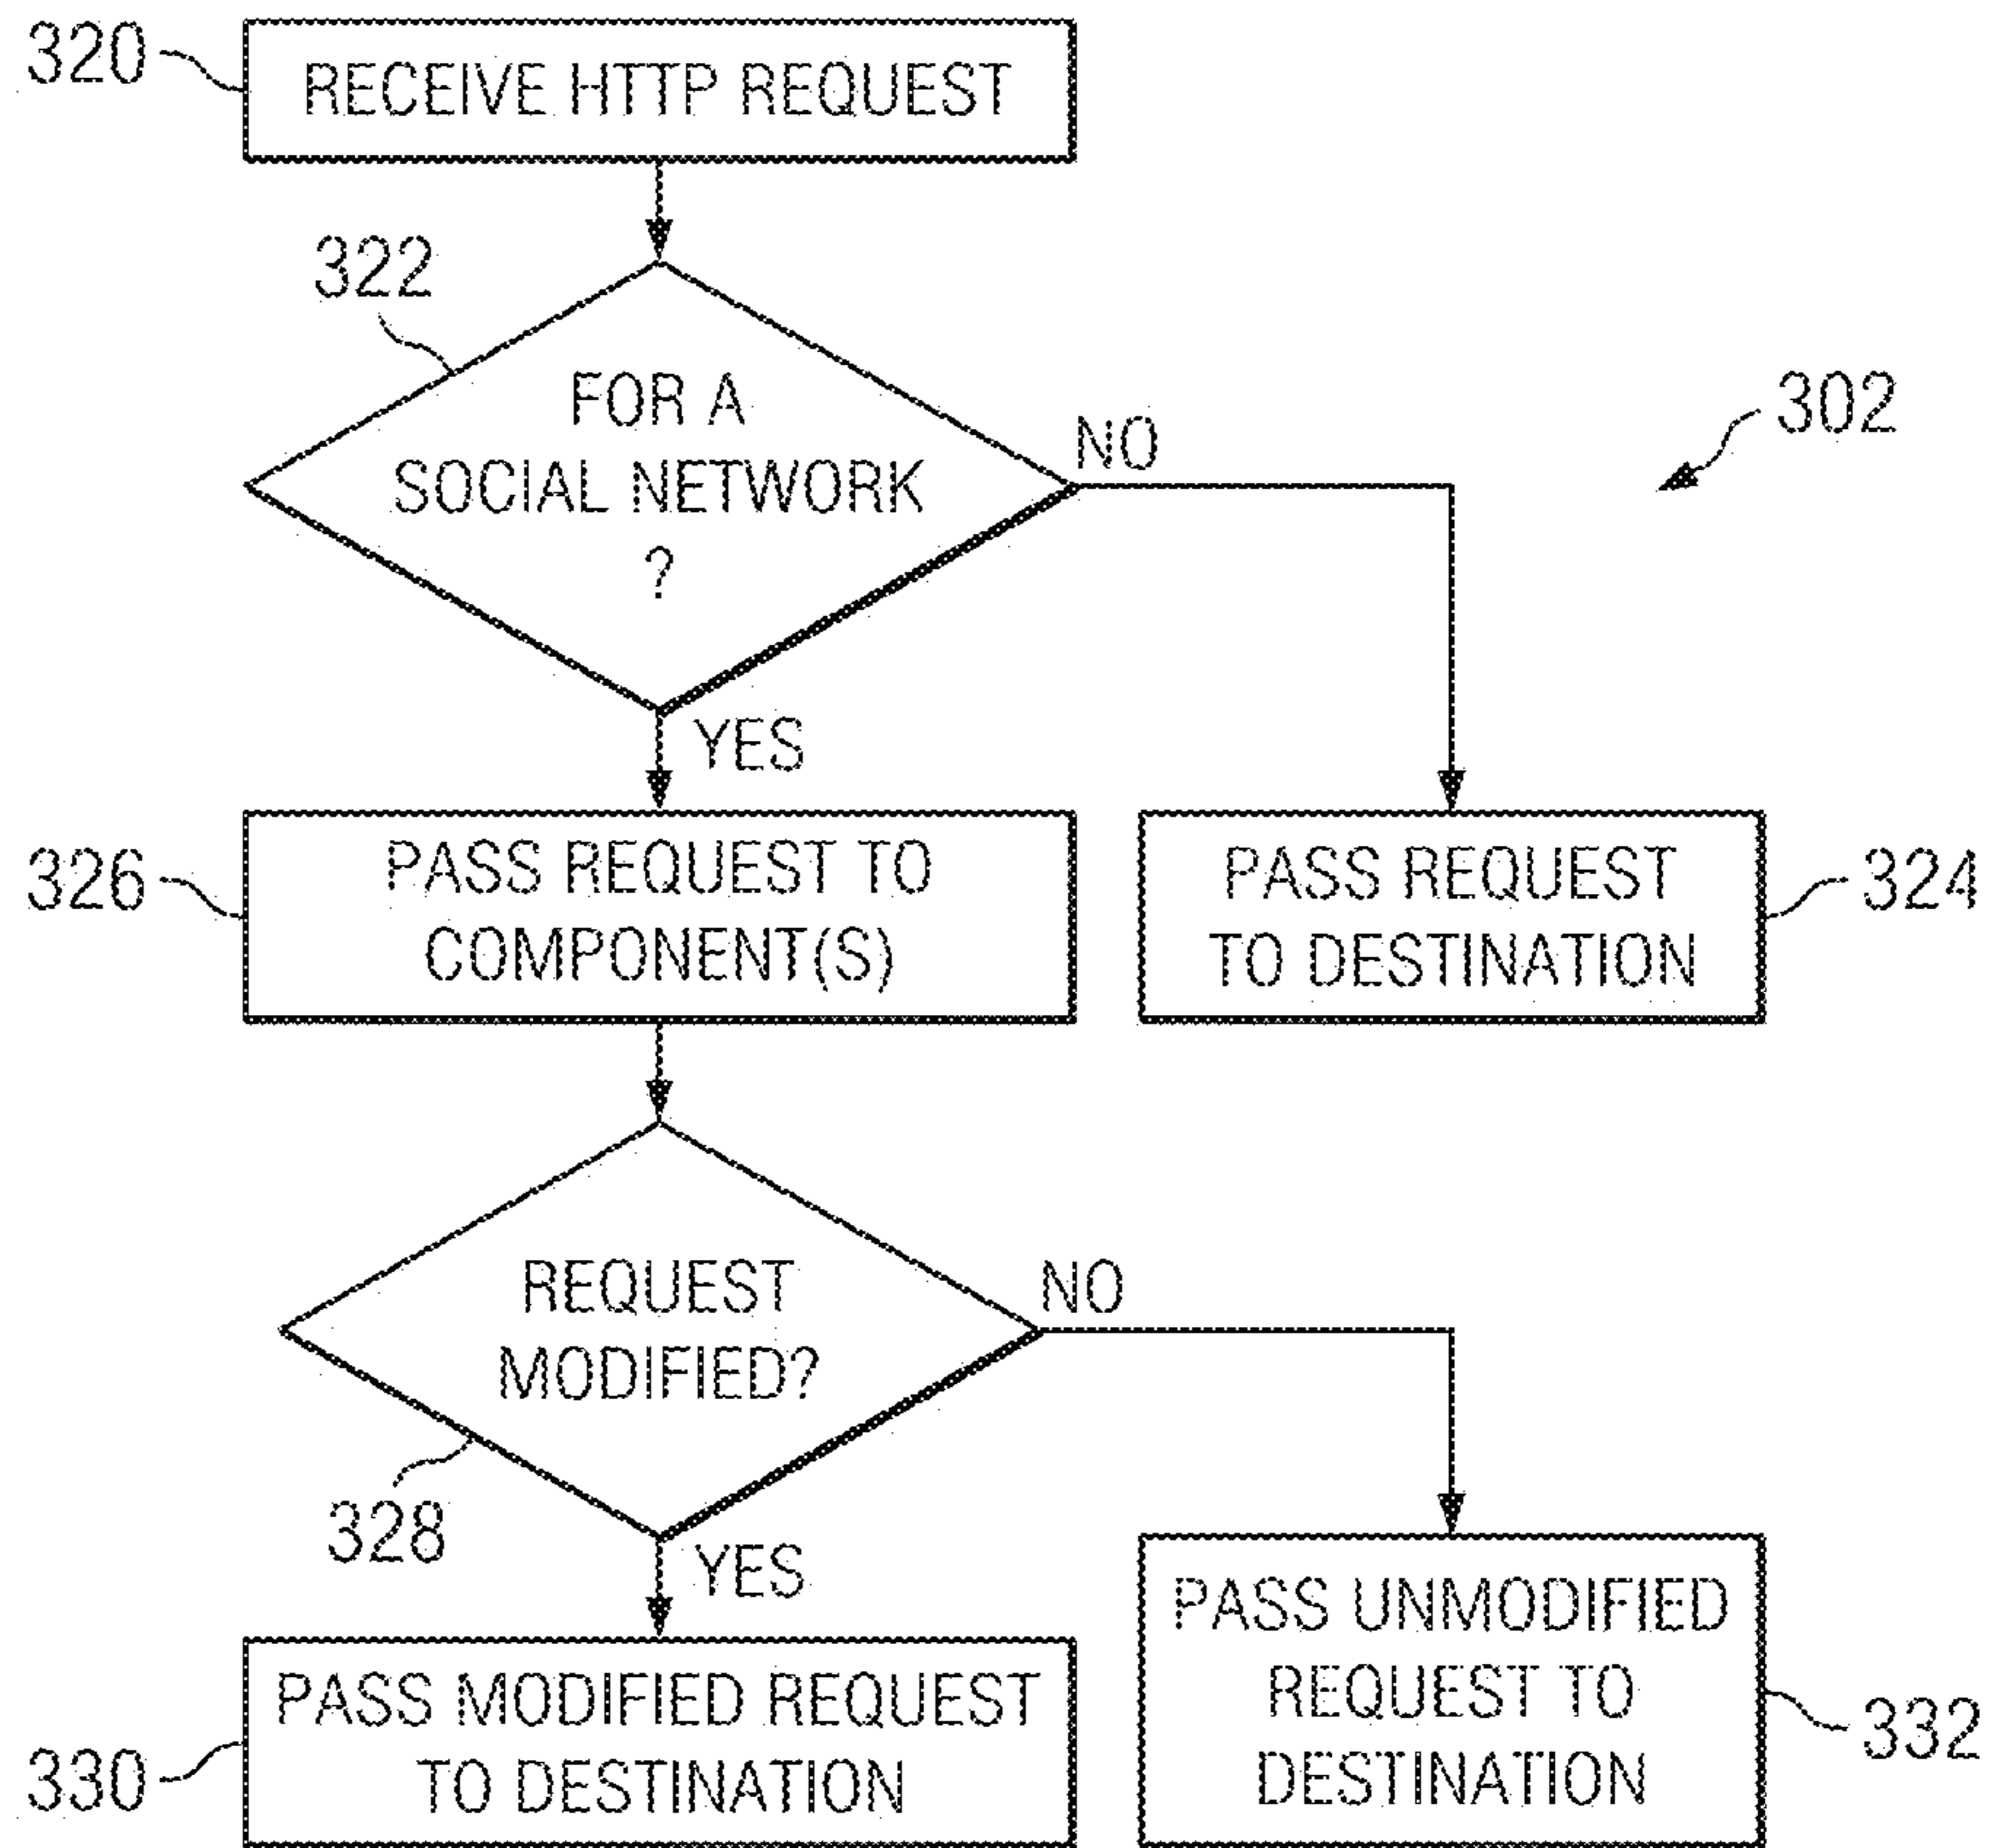 320
RECEIVE HTTP REQUEST
322
FOR A
SOCIAL NETWORK
?
NO
302
YES
326
PASS REQUEST TO
COMPONENT(S)
PASS REQUEST
TO DESTINATION
324
REQUEST
MODIFIED?
NO
328
YES
330
PASS MODIFIED REQUEST
TO DESTINATION
PASS UNMODIFIED
REQUEST TO
DESTINATION
332